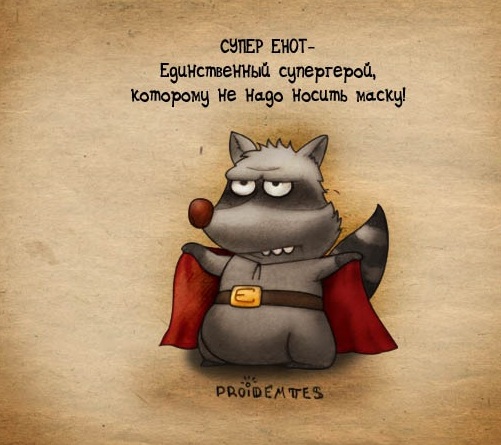 СУПЕР ЕНОТ-
Единственный супергерой,
которому не надо носить маску!
Е
PROIDEMTES